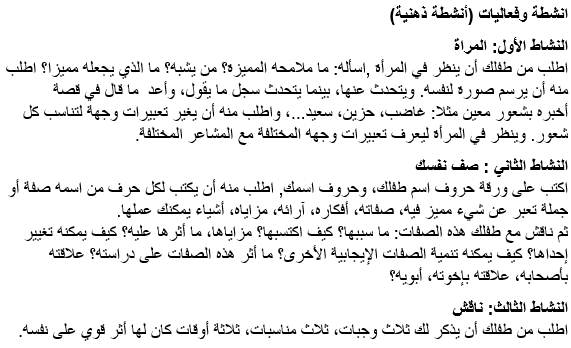 انشطة وفعاليات (أنشطة ذهنية)
النشاط الأول: المراة
اطلب من طفلك أن ينظر في المرأة ,اسأله: ما ملامحه المميزة؟ من يشبه؟ ما الذي يجعله مميزا؟ اطلب
منه أن يرسم صورة لنفسه. ويتحدث عنها، بينما يتحدث سجل ما يقول، وأعد ما قال في قصة
أخبره بشعور معين مثلا: غاضب، حزين، سعيد...، واطلب منه أن يغير تعبيرات وجهة لتناسب كل
شعور. وينظر في المرأة ليعرف تعبيرات وجهه المختلفة مع المشاعر المختلفة.
النشاط الثاني : صف نفسك
اكتب على ورقة حروف اسم طفلك، وحروف اسمك, اطلب منه أن يكتب لكل حرف من اسمه صفة أو
جملة تعبر عن شيء مميز فيه، صفاته، أفكاره، آرائه، مزاياه، أشياء يمكنك عملها.
ثم ناقش مع طفلك هذه الصفات: ما سببها؟ كيف اكتسبها؟ مزاياها، ما أثرها عليه؟ كيف يمكنه تغيير
إحداها؟ كيف يمكنه تنمية الصفات الإيجابية الأخرى؟ ما أثر هذه الصفات على دراسته؟ علاقته
بأصحابه، علاقته بإخوته، أبويه؟
النشاط الثالث: ناقش
اطلب من طفلك أن يذكر لك ثلاث وجبات، ثلاث مناسبات، ثلاثة أوقات كان لها أثر قوي على نفسه.